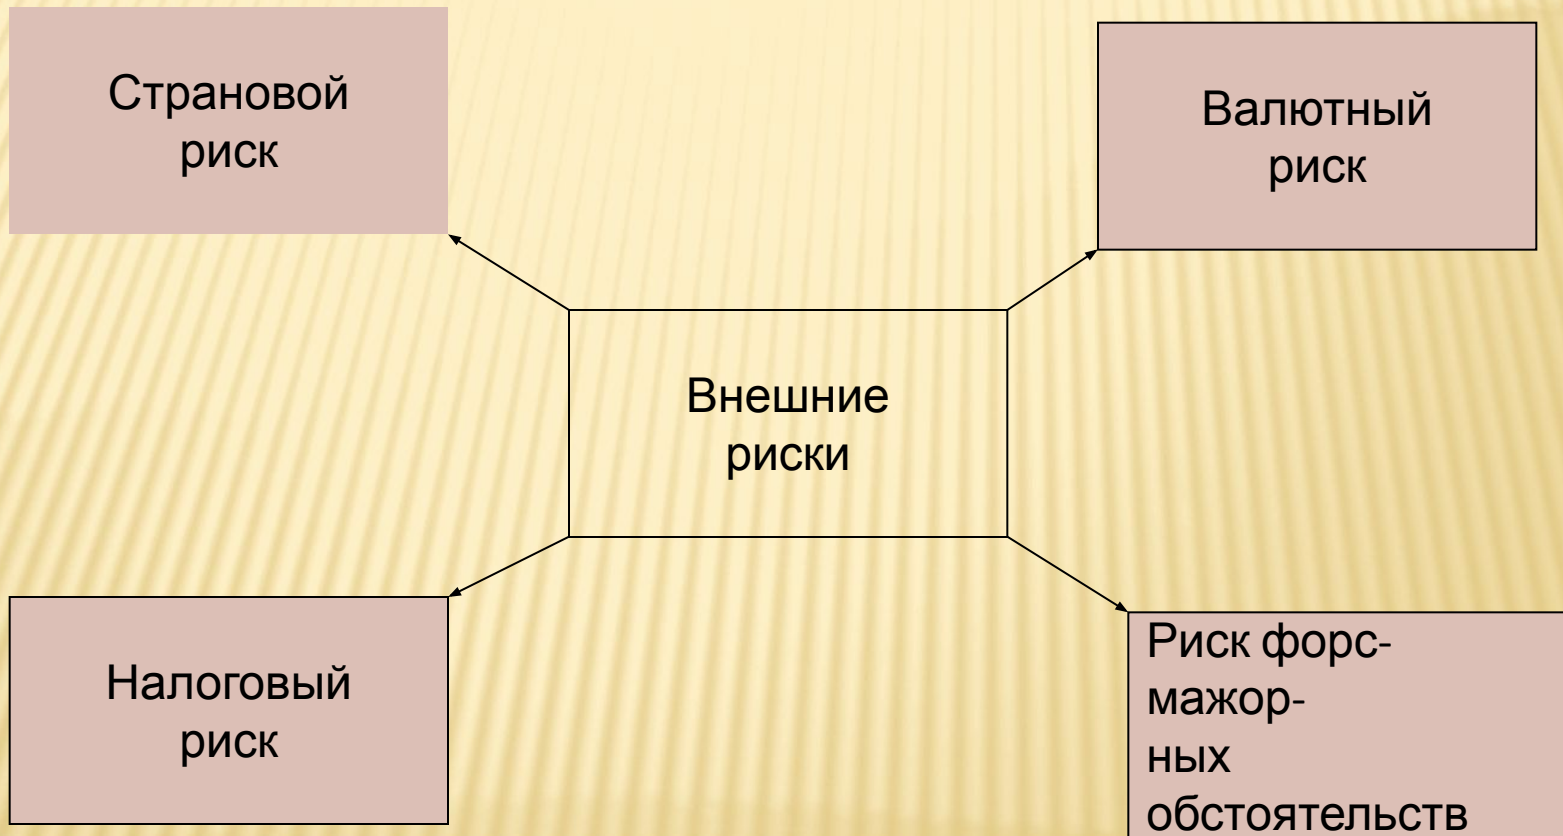 Страновой
риск
Валютный
риск
Внешние
риски
Налоговый
риск
Риск форс-
мажор-
ных
обстоятельств